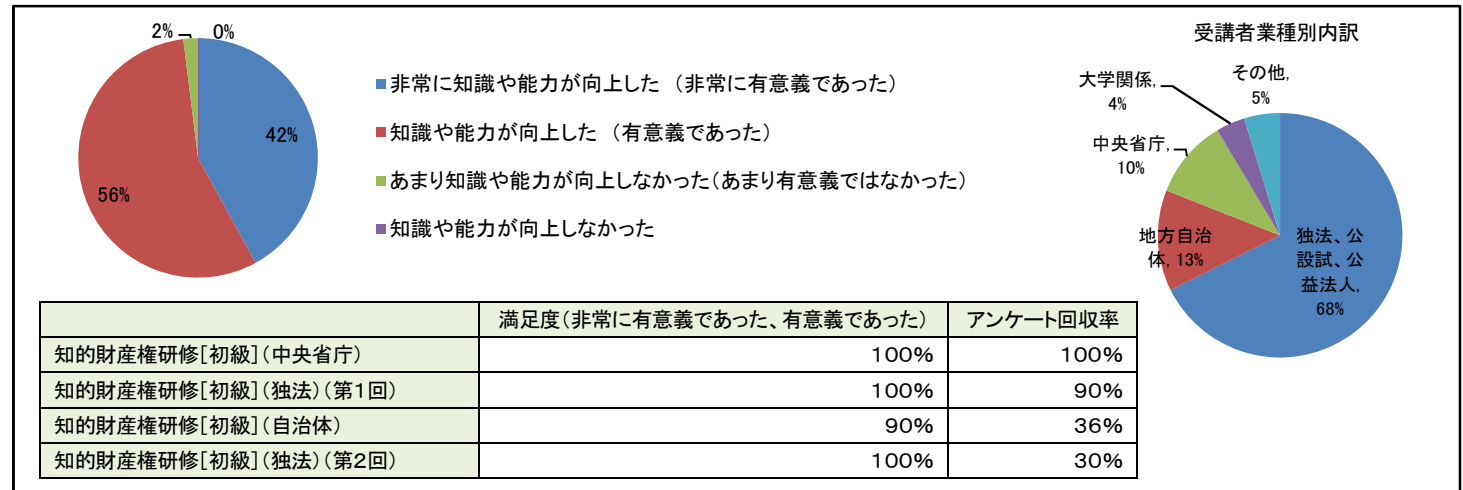 2%
0%
42%
56%
■非常に知識や能力が向上した　（非常に有意義であった）
■知識や能力が向上した　（有意義であった）
■あまり知識や能力が向上しなかった（あまり有意義ではなかった）
■知識や能力が向上しなかった
受講者業種別内訳
大学関係,
4%
その他,
5%
中央省庁,
10%
地方自治
体, 13%
独法、公
設試、公
益法人,
68%
満足度（非常に有意義であった、有意義であった） アンケート回収率
知的財産権研修［初級］（中央省庁） 100% 100%
知的財産権研修［初級］（独法）（第１回） 100% 90%
知的財産権研修［初級］（自治体） 90% 36%
知的財産権研修［初級］（独法）（第２回） 100% 30%